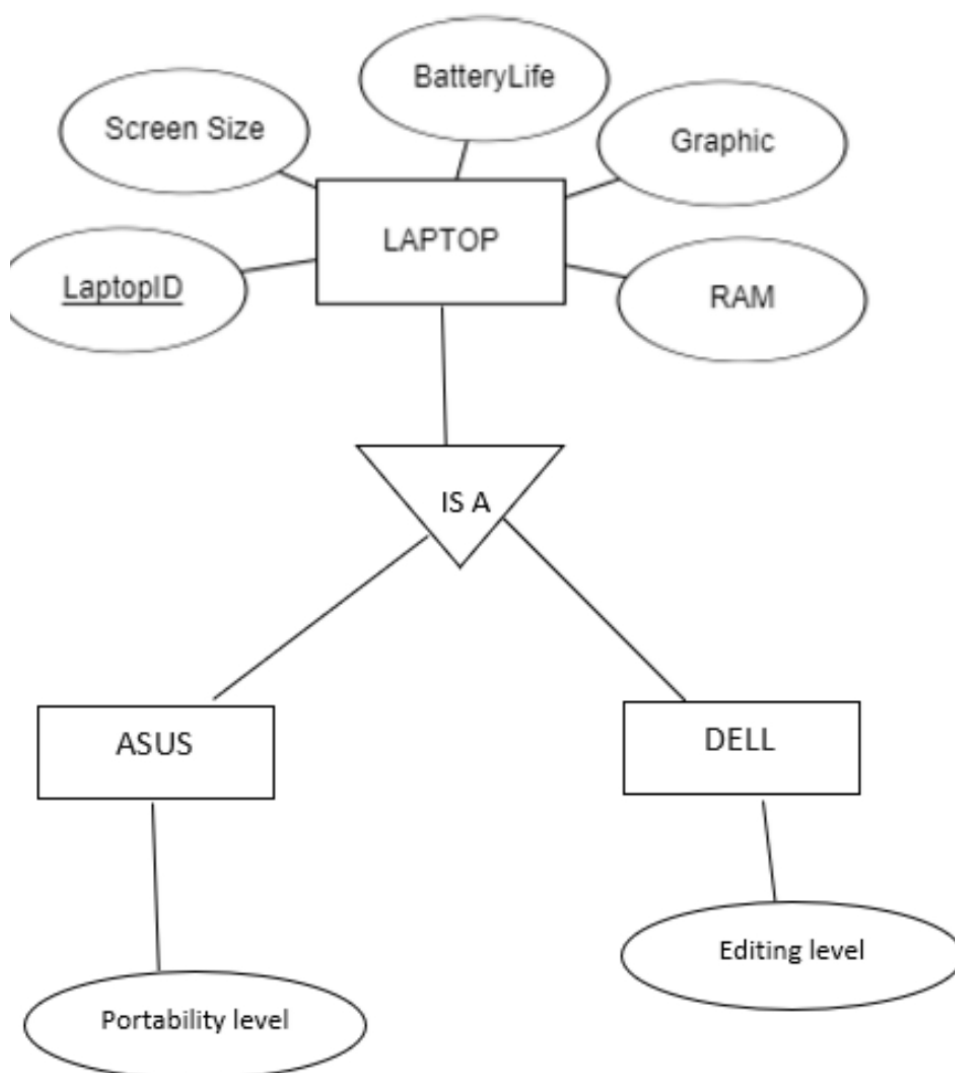 BatteryLife
Screen Size
Graphic
LAPTOP
LaptopID
RAM
IS A
ASUS
DELL
Editing level
Portability level